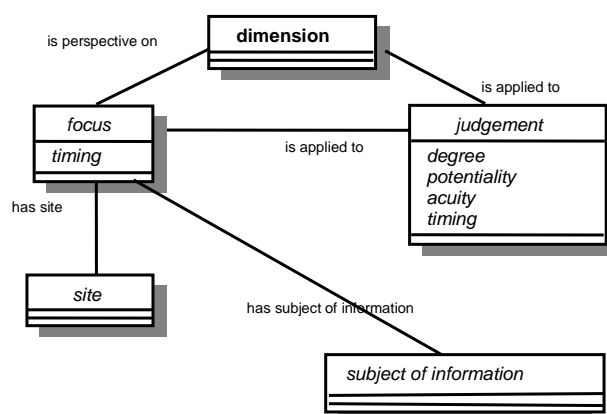 dimension
is perspective on
is applied to
focus
timing
is applied to
judgement
degree
potentiality
acuity
timing
has site
site
has subject of information
subject of information